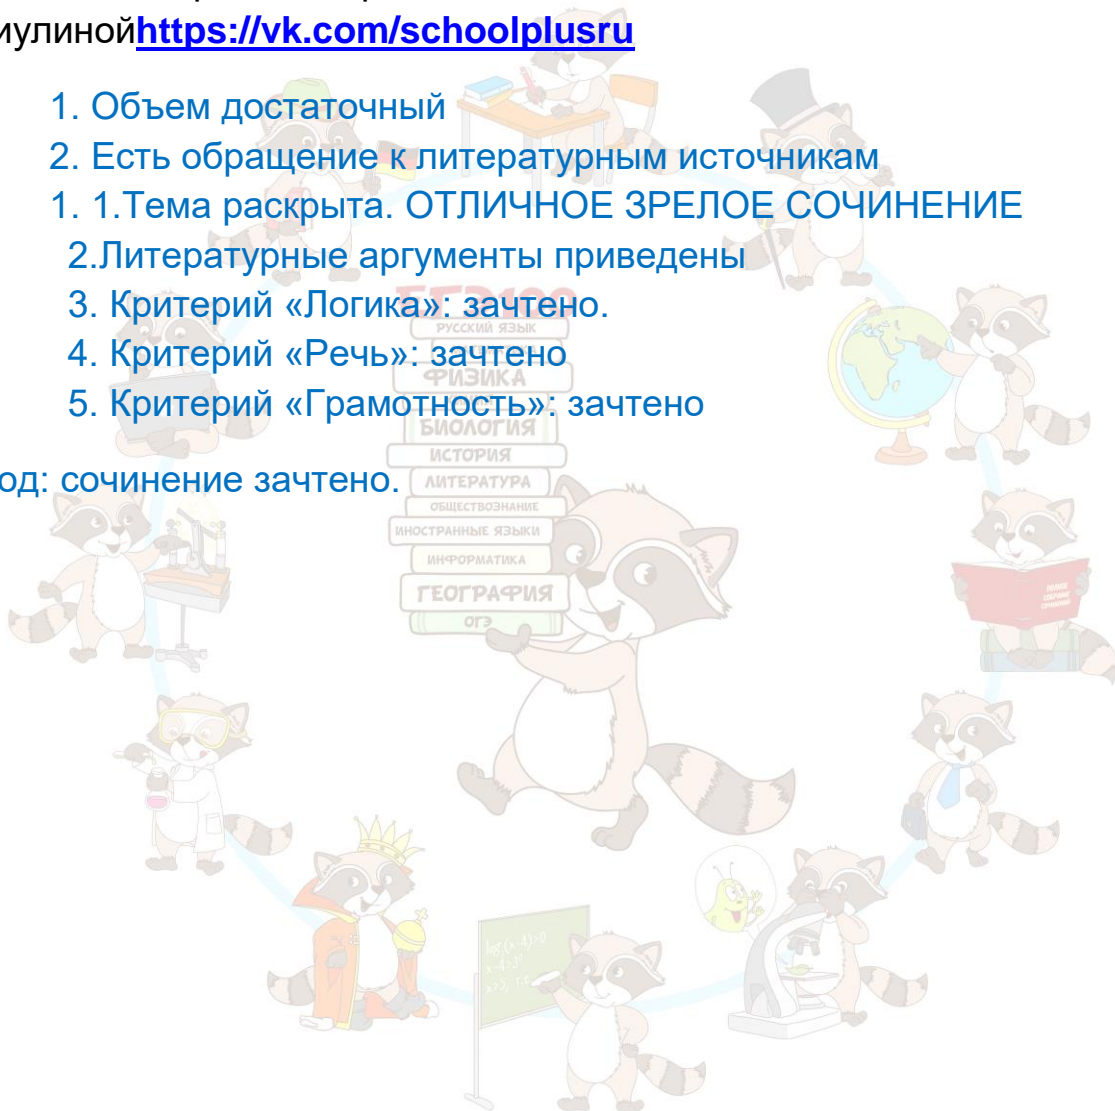 иулинойhttps://vk.com/schoolplusru
1. Объем достаточный
2. Есть обращение к литературным источникам
1. 1.Тема раскрыта. ОТЛИЧНОЕ ЗРЕЛОЕ СОЧИНЕНИЕ
2.Литературные аргументы приведены
3. Критерий «Логика»: зачтено.
РУССКИЙ ЯЗЫК
4. Критерий «Речь»: зачтено
ФИЗИКА
5. Критерий «Грамотность»: зачтено
БИОЛОГИЯ
ИСТОРИЯ
од: сочинение зачтено.
ЛИТЕРАТУРА
ОБЩЕСТВОЗНАНИЕ
ИНОСТРАННЫЕ ЯЗЫКИ
ИНФОРМАТИКА
ГЕОГРАФИЯ
ОГЭ